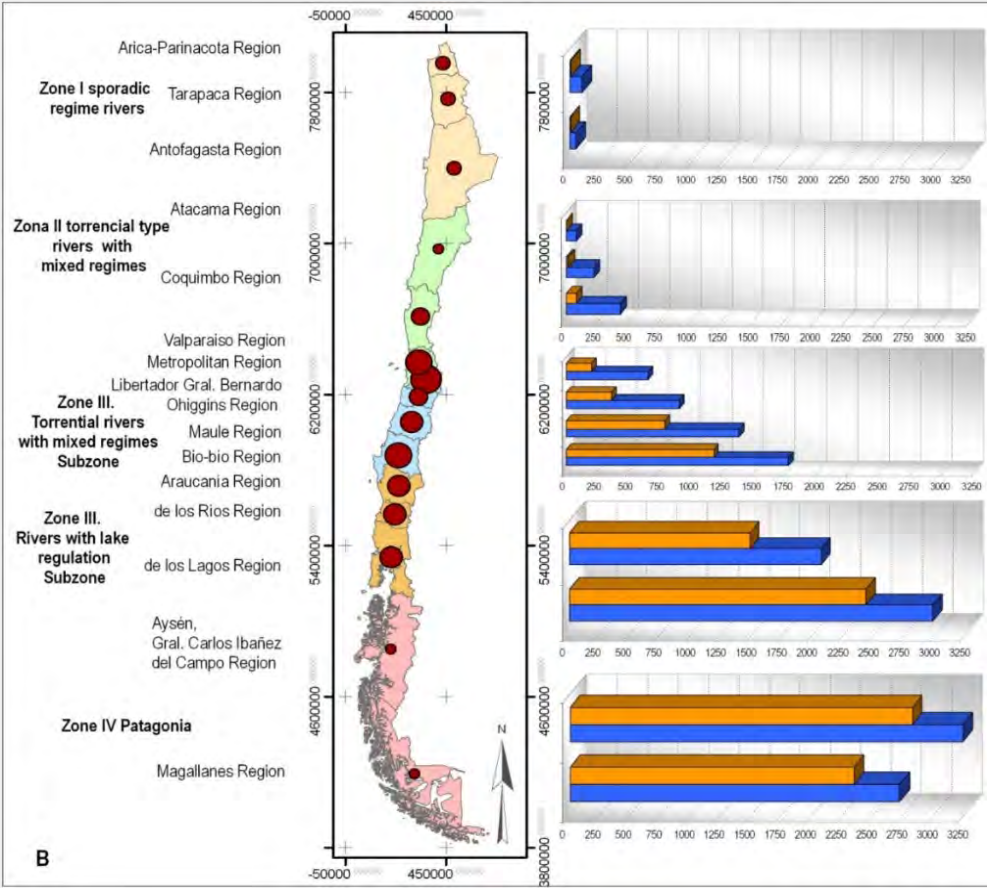 -50000 450000
Arica-Parinacota Region
Zone I sporadic
regime rivers
Tarapaca Region
Antofagasta Region
Atacama Region
Zona II torrencial type
rivers with
mixed regimes
Coquimbo Region
Valparaiso Region
Metropolitan Region
Libertador Gral. Bernardo
Ohiggins Region
Zone III.
Torrential rivers
with mixed regimes
Subzone
Maule Region
Bio-bio Region
Araucania Region
de los Rios Region
Zone III.
Rivers with lake
regulation
Subzone
de los Lagos Region
Aysén,
Gral. Carlos Ibañez
del Campo Region
Zone IV Patagonia
Magallanes Region
B
7800000
7000000
6200000
5400000
4600000
7800000
7000000
6200000
5400000
4600000
3800000
N
-50000 450000
0 250 500 750 1000 1250 1500 1750 2000 2250 2500 2750 3000 3250
0 250 500 750 1000 1250 1500 1750 2000 2250 2500 2750 3000 3250
0 250 500 750 1000 1250 1500 1750 2000 2250 2500 2750 3000 3250
0 250 500 750 1000 1250 1500 1750 2000 2250 2500 2750 3000 3250
0 250 500 750 1000 1250 1500 1750 2000 2250 2500 2750 3000 3250